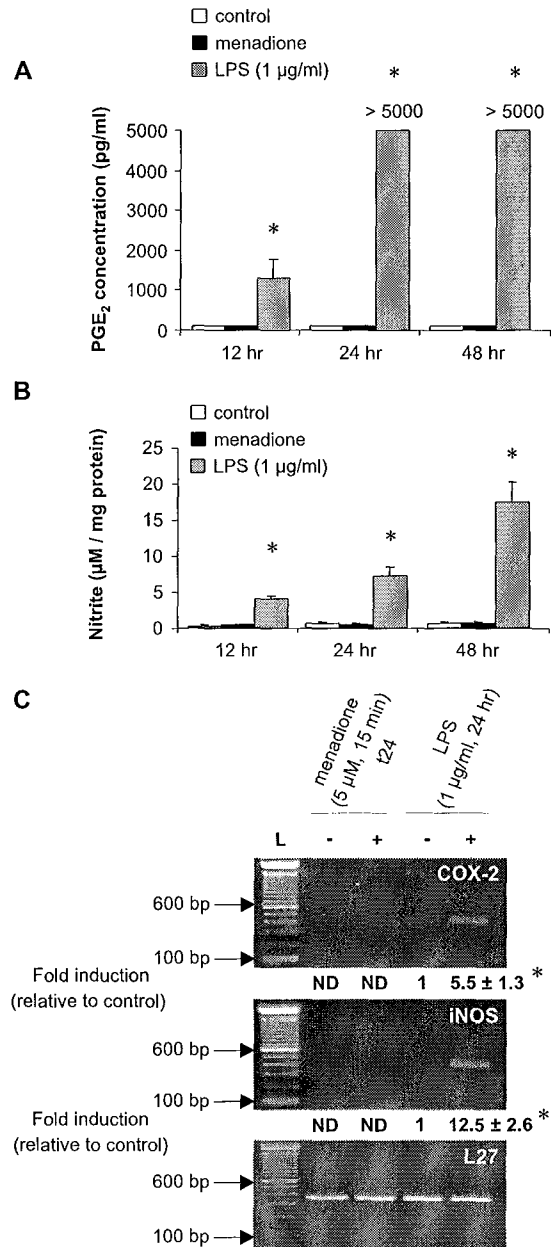 control
menadione
LPS (1 µg/ml)
A
*
*
> 5000
> 5000
PGE2 concentration (pg/ml)
5000
4000
3000
2000
1000
0
*
12 hr
24 hr
48 hr
B
control
menadione
LPS (1 µg/ml)
Nitrite (µM / mg protein)
25
20
15
10
5
0
*
*
*
12 hr
24 hr
48 hr
C
menadione
(5 µM, 15 min)
t24
LPS
(1 µg/ml, 24 hr)
L - + - +
COX-2
600 bp
100 bp
Fold induction
(relative to control)
ND ND 1 5.5 ± 1.3 *
iNOS
600 bp
100 bp
Fold induction
(relative to control)
ND ND 1 12.5 ± 2.6 *
L27
600 bp
100 bp